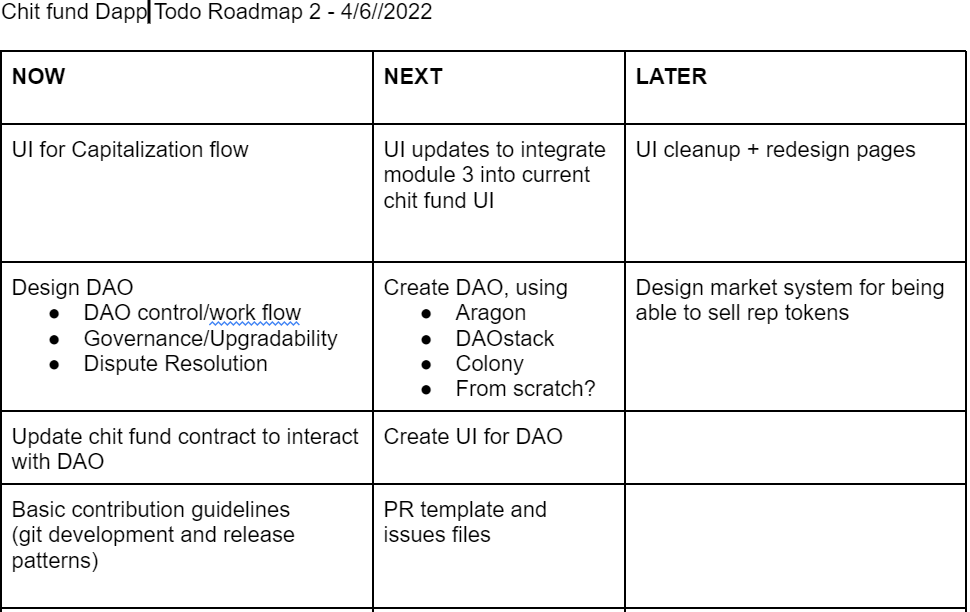 Chit fund Dapp Todo Roadmap 2 - 4/6//2022
NOW
NEXT
LATER
UI for Capitalization flow
UI updates to integrate
module 3 into current
chit fund UI
UI cleanup + redesign pages
Design DAO
● DAO control/work flow
● Governance/Upgradability
● Dispute Resolution
Create DAO, using
● Aragon
● DAOstack
● Colony
● From scratch?
Design market system for being
able to sell rep tokens
Update chit fund contract to interact
with DAO
Create UI for DAO
Basic contribution guidelines
(git development and release
patterns)
PR template and
issues files